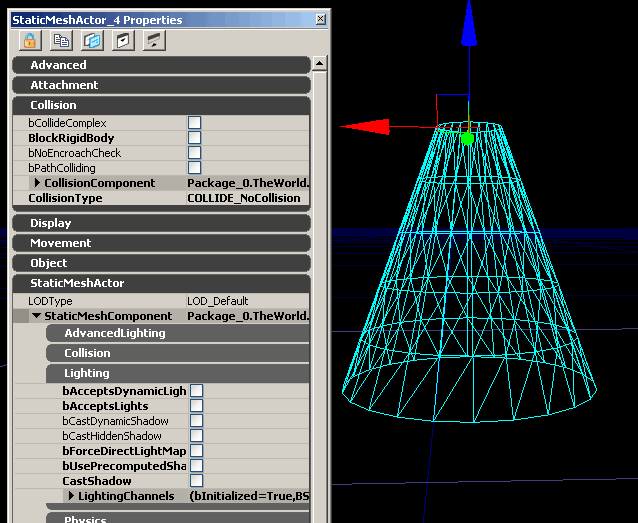 StaticMeshActor_4 Properties
Advanced
Attachment
Collision
bCollideComplex
BlockRigidBody
bNoEncroachCheck
bPathColliding
CollisionComponent Package_0.TheWorld.
CollisionType COLLIDE_NoCollision
Display
Movement
Object
StaticMeshActor
LODType LOD_Default
StaticMeshComponent Package_0.TheWorld.
AdvancedLighting
Collision
Lighting
bAcceptsDynamicLigh
bAcceptsLights
bCastDynamicShadow
bCastHiddenShadow
bForceDirectLightMap
bUsePrecomputedSha
CastShadow
LightingChannels (bInitialized=True,BS
Physics